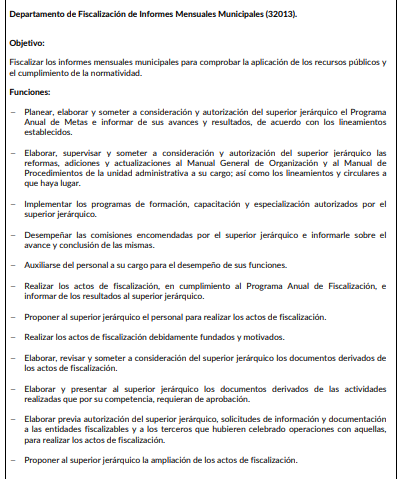 Departamento de Fiscalización de Informes Mensuales Municipales (32013).
Objetivo:
Fiscalizar los informes mensuales municipales para comprobar la aplicación de los recursos públicos y
el cumplimiento de la normatividad.
Funciones:
– Planear, elaborar y someter a consideración y autorización del superior jerárquico el Programa
Anual de Metas e informar de sus avances y resultados, de acuerdo con los lineamientos
establecidos.
– Elaborar, supervisar y someter a consideración y autorización del superior jerárquico las
reformas, adiciones y actualizaciones al Manual General de Organización y al Manual de
Procedimientos de la unidad administrativa a su cargo; así como los lineamientos y circulares a
que haya lugar.
– Implementar los programas de formación, capacitación y especialización autorizados por el
superior jerárquico.
– Desempeñar las comisiones encomendadas por el superior jerárquico e informarle sobre el
avance y conclusión de las mismas.
– Auxiliarse del personal a su cargo para el desempeño de sus funciones.
– Realizar los actos de fiscalización, en cumplimiento al Programa Anual de Fiscalización, e
informar de los resultados al superior jerárquico.
– Proponer al superior jerárquico el personal para realizar los actos de fiscalización.
– Realizar los actos de fiscalización debidamente fundados y motivados.
– Elaborar, revisar y someter a consideración del superior jerárquico los documentos derivados de
los actos de fiscalización.
– Elaborar y presentar al superior jerárquico los documentos derivados de las actividades
realizadas que por su competencia, requieran de aprobación.
– Elaborar previa autorización del superior jerárquico, solicitudes de información y documentación
a las entidades fiscalizables y a los terceros que hubieren celebrado operaciones con aquellas,
para realizar los actos de fiscalización.
– Proponer al superior jerárquico la ampliación de los actos de fiscalización.